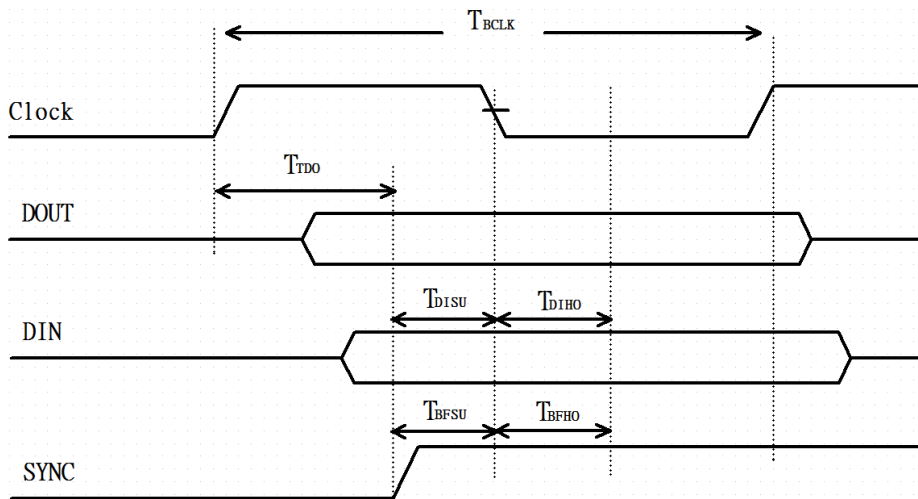 TBCLK
Clock
TTDO
DOUT
TDISU TDIHO
DIN
TBFSU TBFHO
SYNC